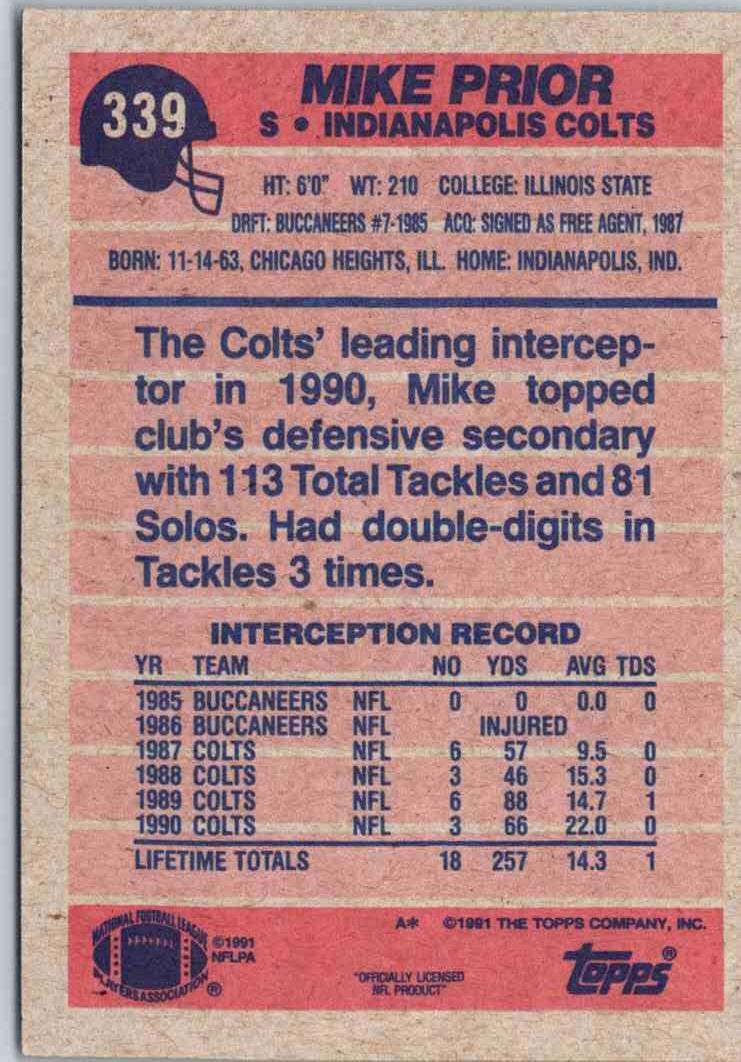 339
MIKE PRIOR
S • INDIANAPOLIS COLTS
HT: 6'0" WT: 210 COLLEGE: ILLINOIS STATE
DRFT: BUCCANEERS #7-1985 ACQ: SIGNED AS FREE AGENT, 1987
BORN: 11-14-63, CHICAGO HEIGHTS, ILL. HOME: INDIANAPOLIS, IND.
The Colts' leading intercep-
tor in 1990, Mike topped
club's defensive secondary
with 113 Total Tackles and 81
Solos. Had double-digits in
Tackles 3 times.
INTERCEPTION RECORD
YR TEAM NO YDS AVG TDS
1985 BUCCANEERS NFL 0 0 0.0 0
1986 BUCCANEERS NFL INJURED
1987 COLTS NFL 6 57 9.5 0
1988 COLTS NFL 3 46 15.3 0
1989 COLTS NFL 6 88 14.7 1
1990 COLTS NFL 3 66 22.0 0
LIFETIME TOTALS 18 257 14.3 1
A* ©1991 THE TOPPS COMPANY, INC.
NATIONAL FOOTBALL LEAGUE
PLAYERS ASSOCIATION ®
©1991
NFLPA
"OFFICIALLY LICENSED
NFL PRODUCT"
topps®